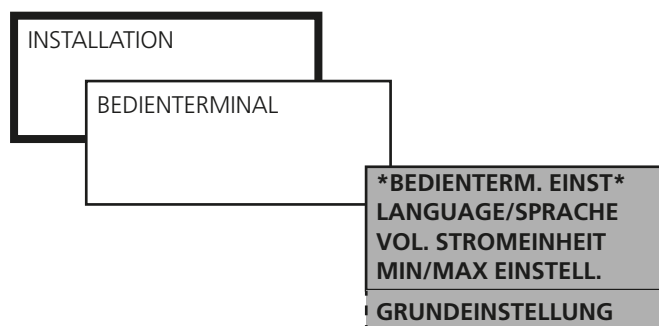 INSTALLATION
BEDIENTERMINAL
*BEDIENTERM. EINST*
LANGUAGE/SPRACHE
VOL. STROMEINHEIT
MIN/MAX EINSTELL.
GRUNDEINSTELLUNG